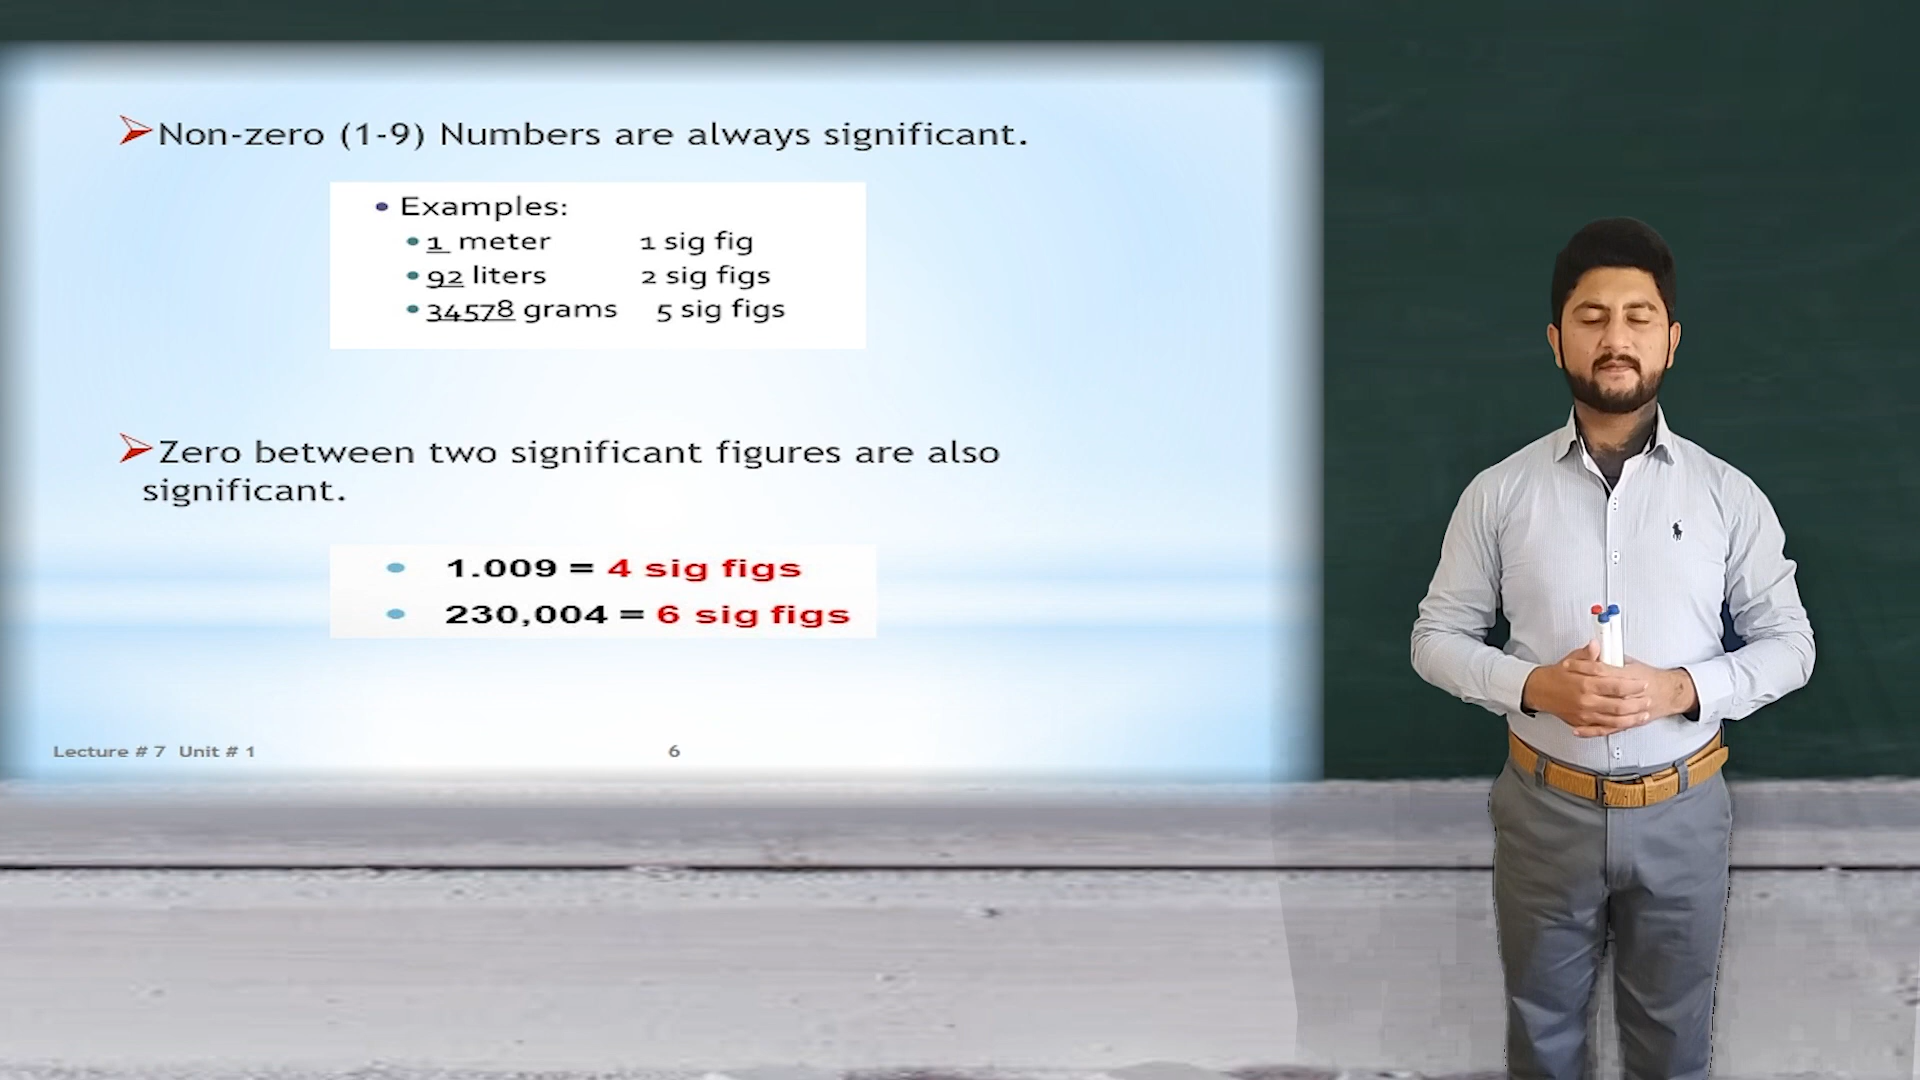 Non-zero (1-9) Numbers are always significant.
• Examples:
• 1 meter 1 sig fig
• 92 liters 2 sig figs
• 34578 grams 5 sig figs
Zero between two significant figures are also
significant.
• 1.009 = 4 sig figs
• 230,004 = 6 sig figs
Lecture # 7 Unit # 1 6